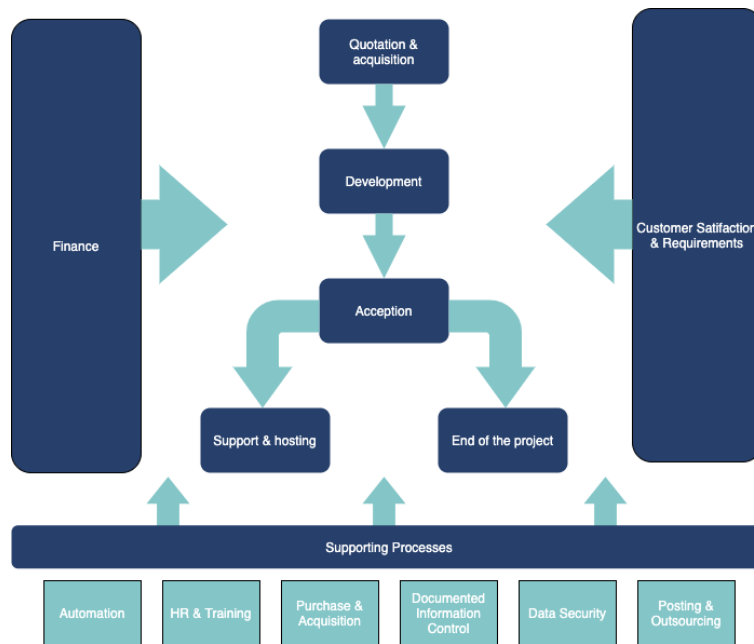 Quotation &
acquisition
Development
Finance
Customer Satifaction
& Requirements
Acception
Support & hosting
End of the project
Supporting Processes
Automation
HR & Training
Purchase &
Acquisition
Documented
Information
Control
Data Security
Posting &
Outsourcing